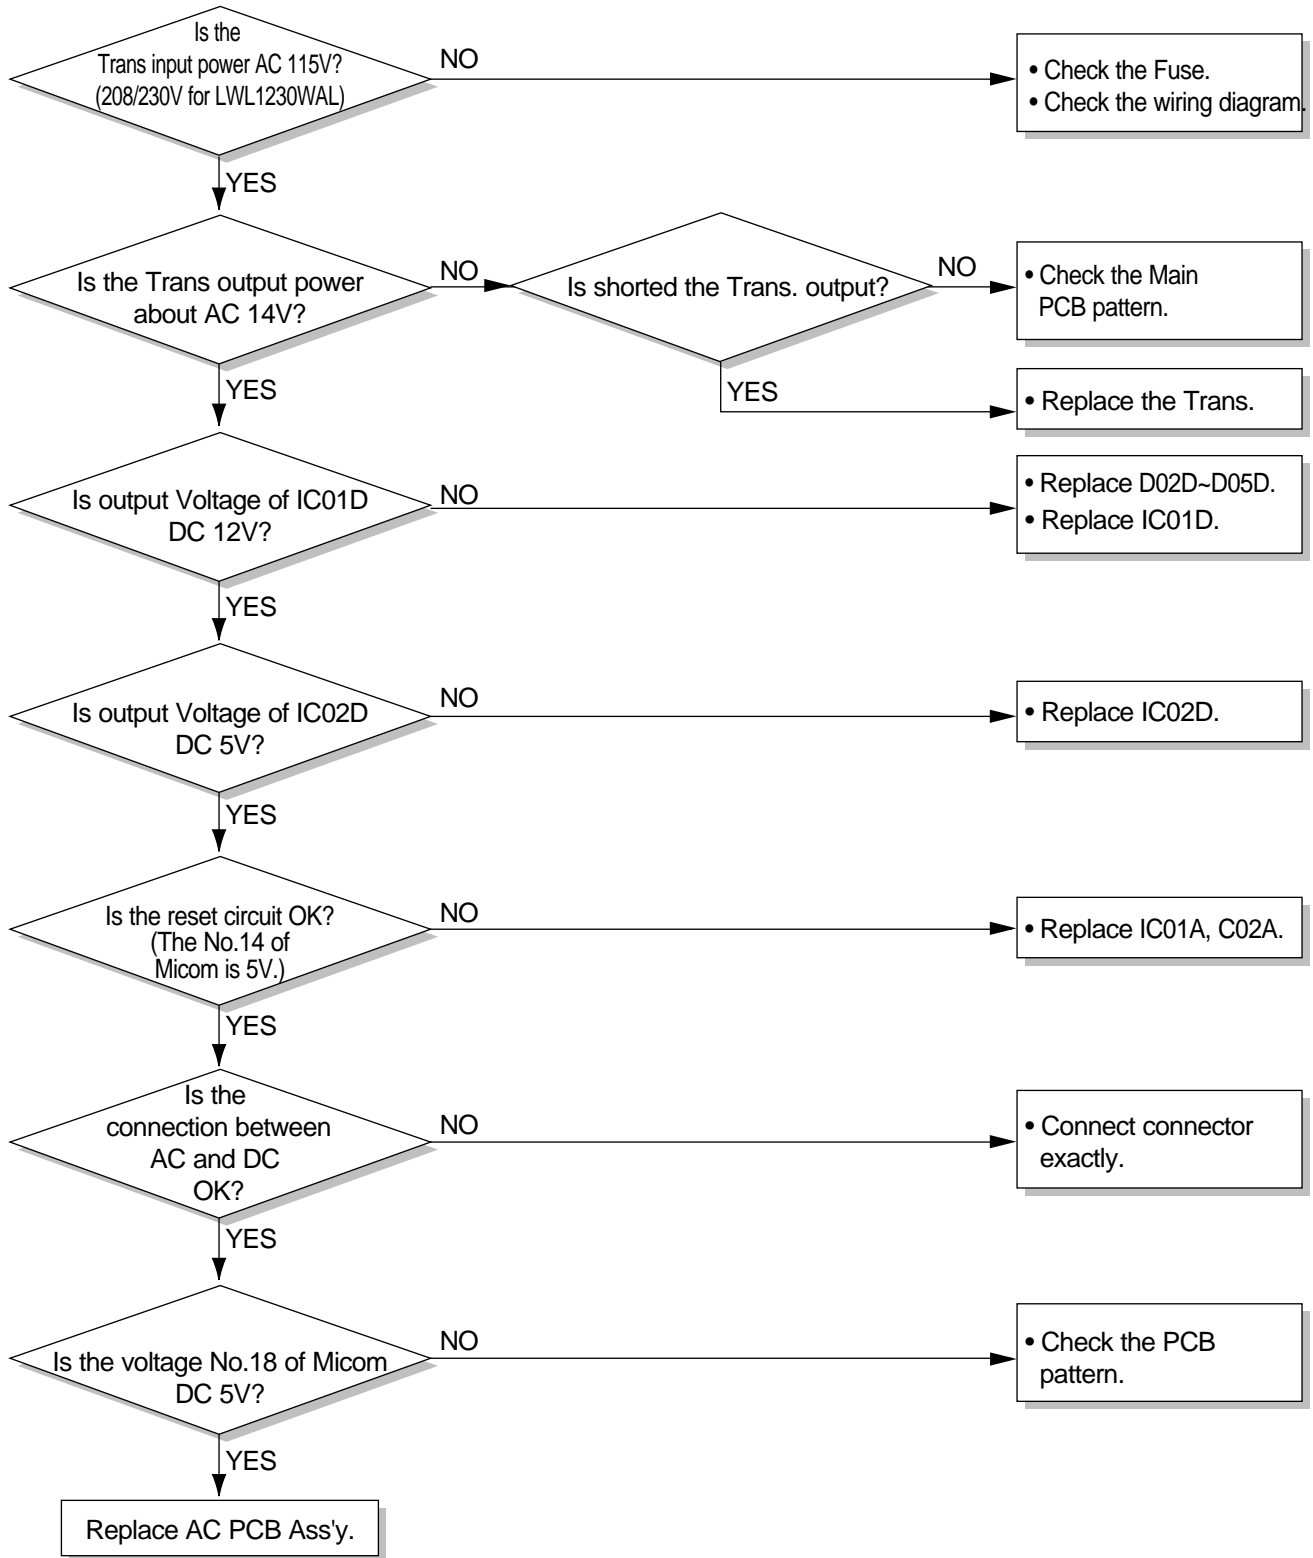 Is the
Trans input power AC 115V?
(208/230V for LWL1230WAL)
NO
• Check the Fuse.
• Check the wiring diagram.
YES
Is the Trans output power
about AC 14V?
NO
Is shorted the Trans. output?
NO
• Check the Main
PCB pattern.
YES
• Replace the Trans.
YES
Is output Voltage of IC01D
DC 12V?
NO
• Replace D02D~D05D.
• Replace IC01D.
YES
Is output Voltage of IC02D
DC 5V?
NO
• Replace IC02D.
YES
Is the reset circuit OK?
(The No.14 of
Micom is 5V.)
NO
• Replace IC01A, C02A.
YES
Is the
connection between
AC and DC
OK?
NO
• Connect connector
exactly.
YES
Is the voltage No.18 of Micom
DC 5V?
NO
• Check the PCB
pattern.
YES
Replace AC PCB Ass'y.